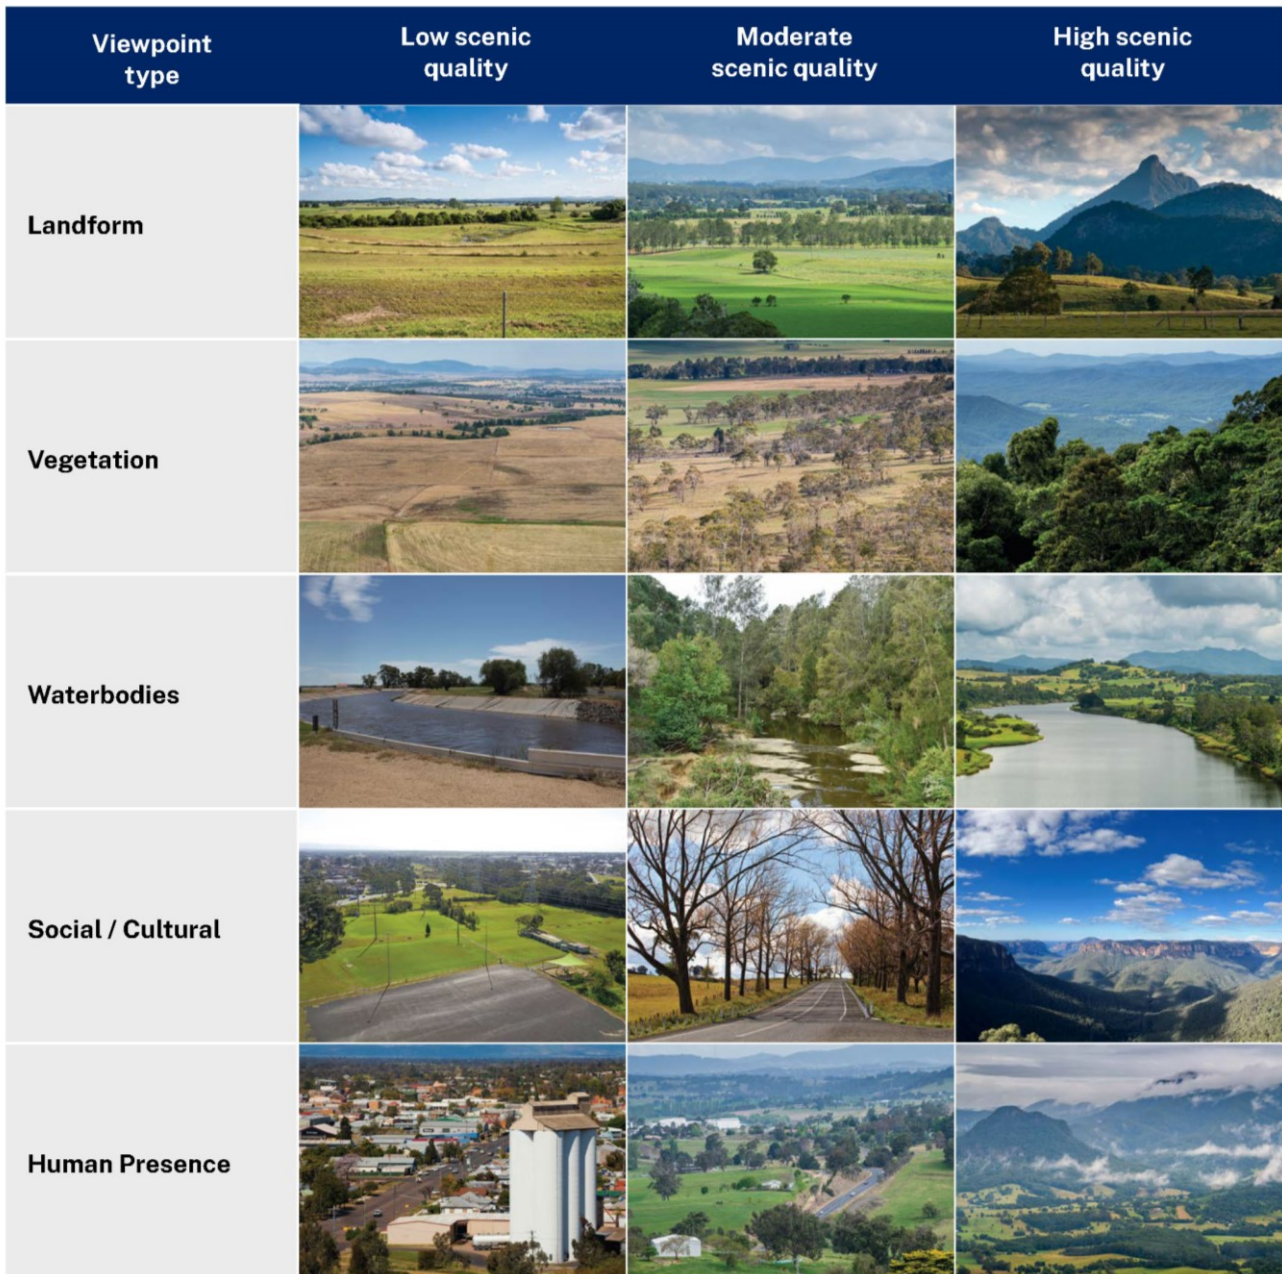 Viewpoint
type
Low scenic
quality
Moderate
scenic quality
High scenic
quality
Landform
Vegetation
Waterbodies
Social / Cultural
Human Presence